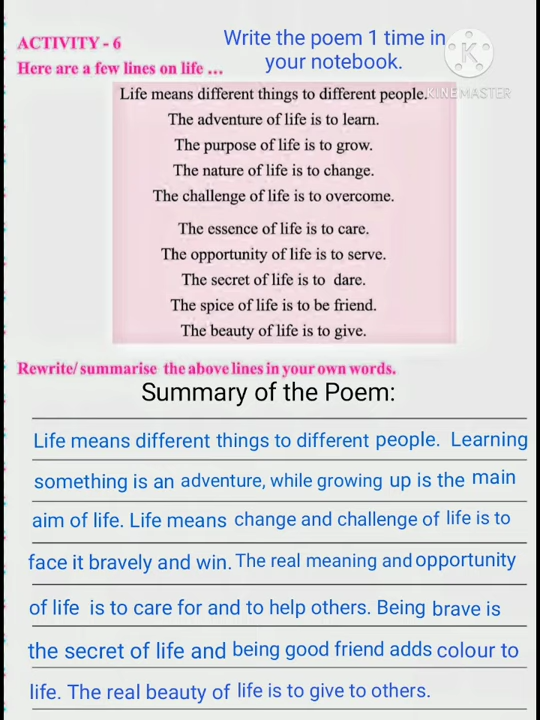 ACTIVITY - 6
Write the poem 1 time in
your notebook.
Here are a few lines on life ...
K
KINEMASTER
Life means different things to different people.
The adventure of life is to learn.
The purpose of life is to grow.
The nature of life is to change.
The challenge of life is to overcome.
The essence of life is to care.
The opportunity of life is to serve.
The secret of life is to dare.
The spice of life is to be friend.
The beauty of life is to give.
Rewrite/ summarise the above lines in your own words.
Summary of the Poem:
Life means different things to different people. Learning
something is an adventure, while growing up is the main
aim of life. Life means change and challenge of life is to
face it bravely and win. The real meaning and opportunity
of life is to care for and to help others. Being brave is
the secret of life and being good friend adds colour to
life. The real beauty of life is to give to others.